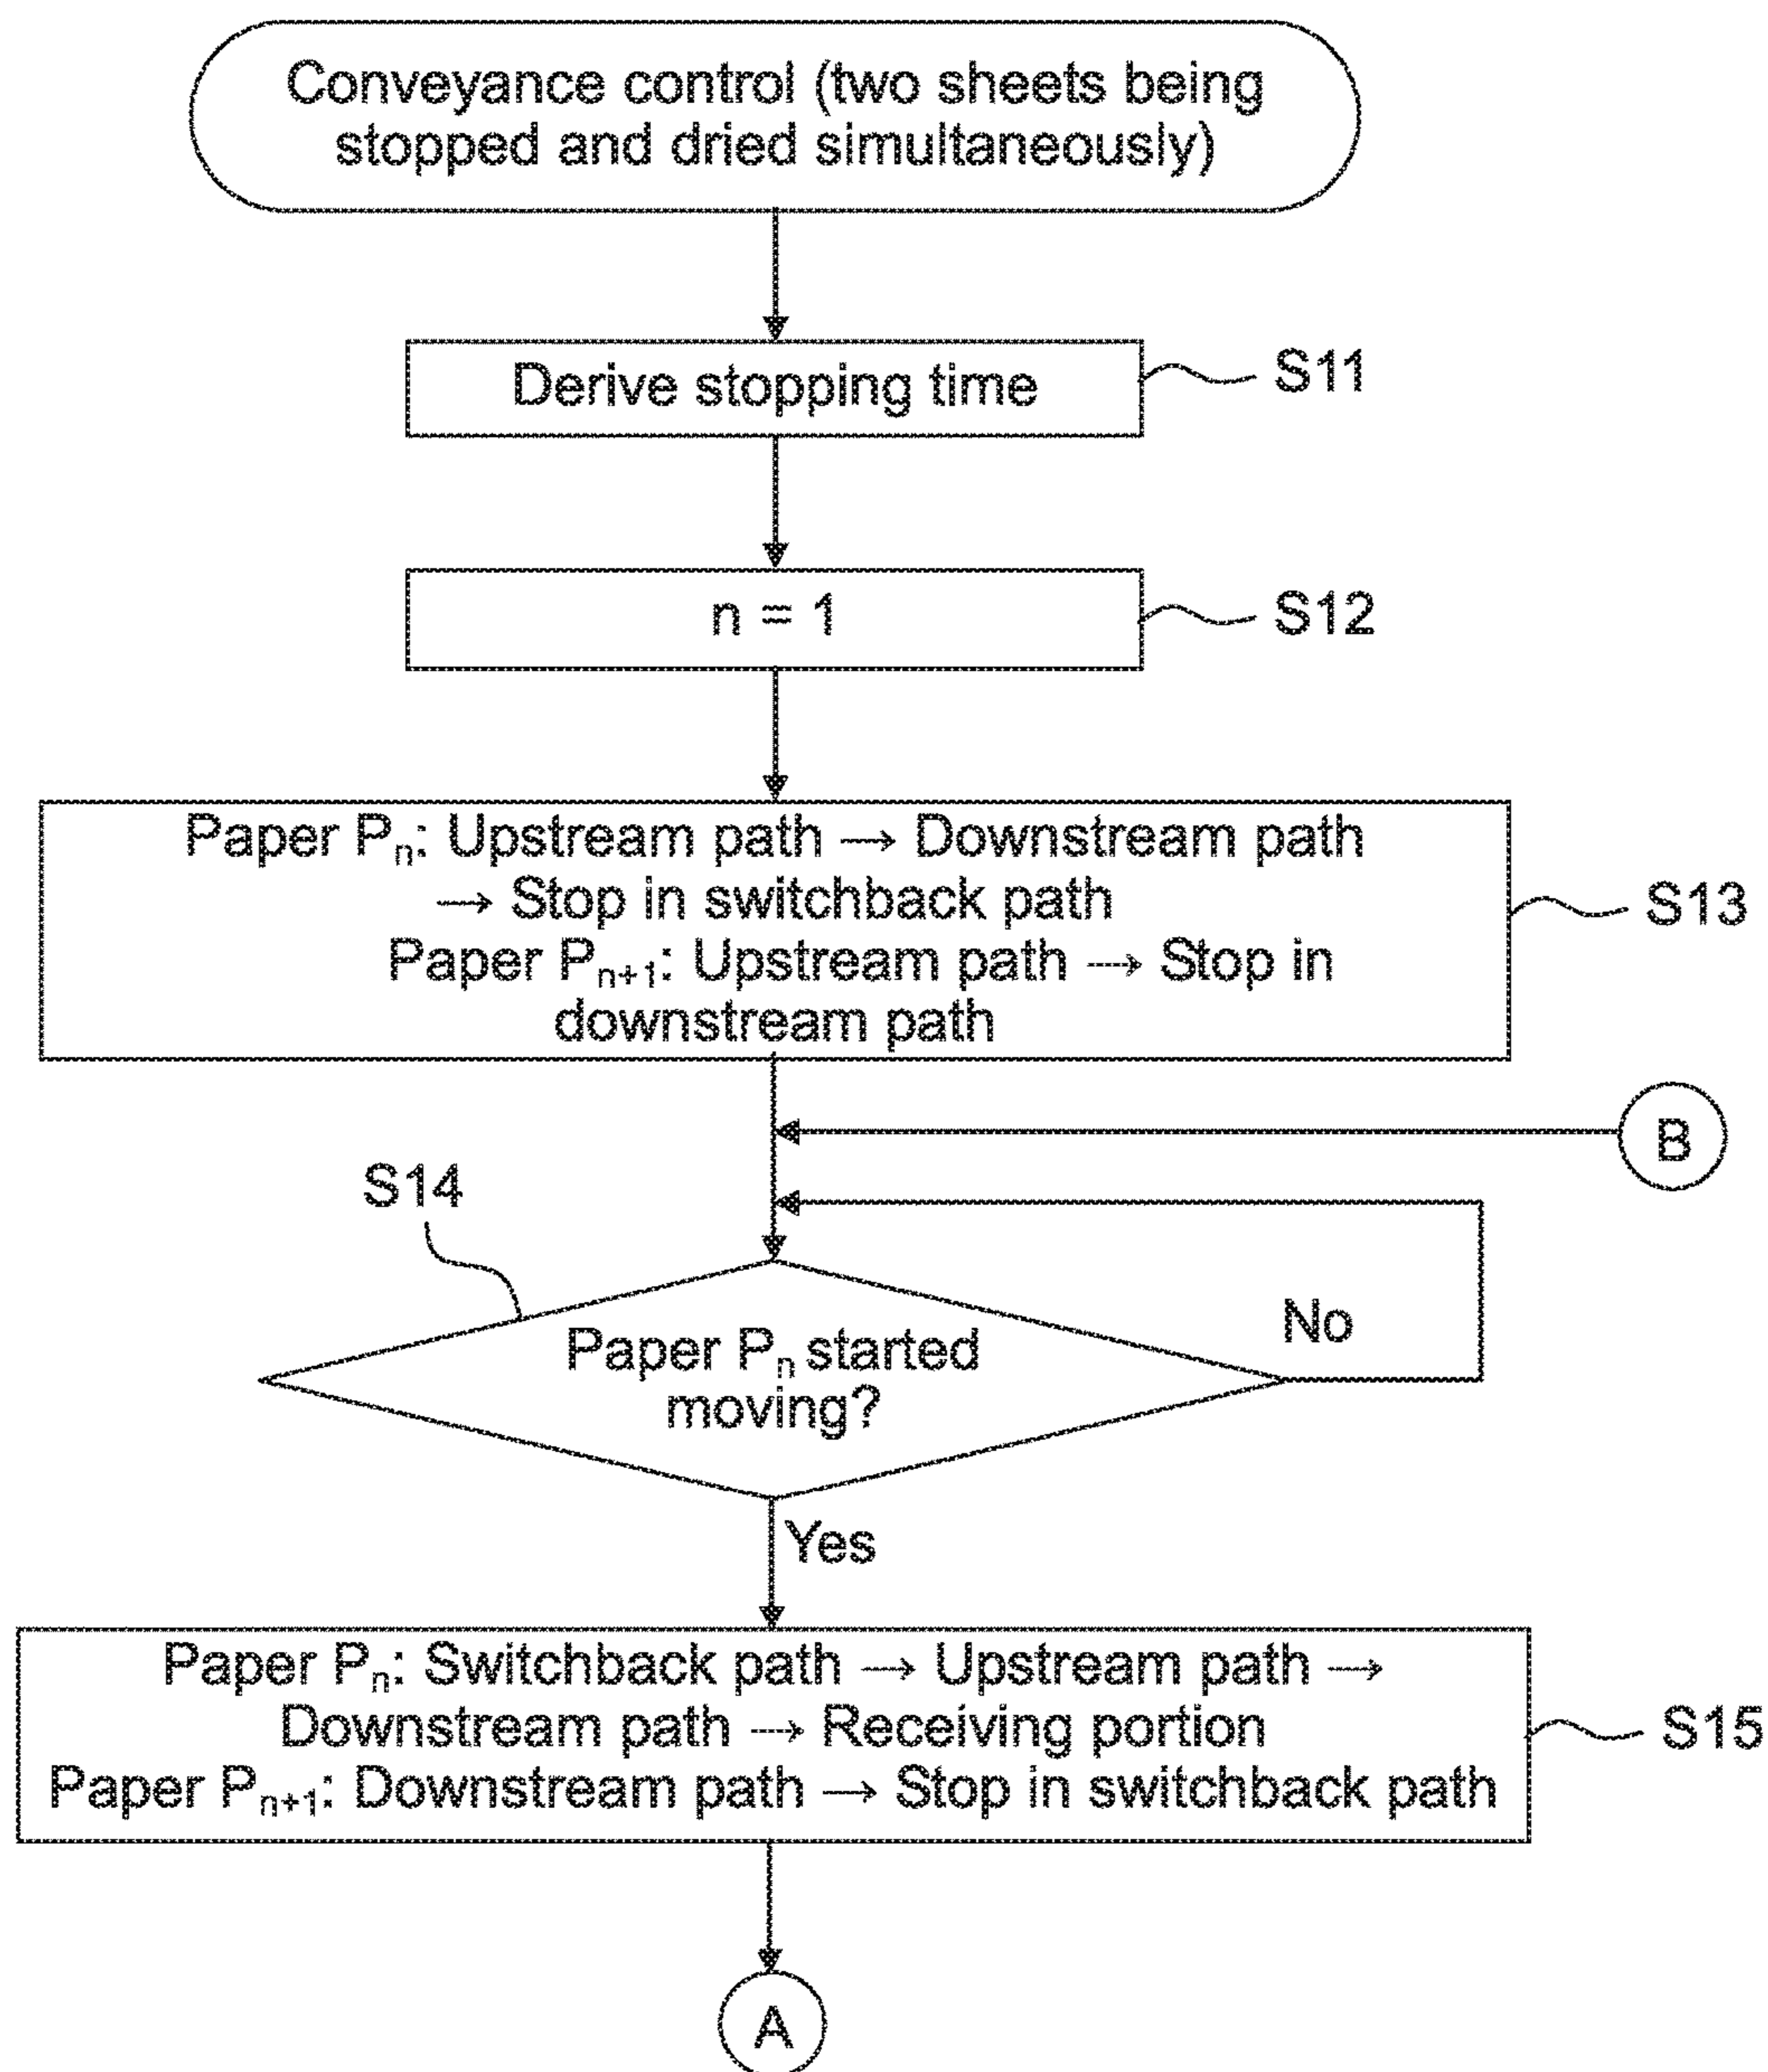 Conveyance control (two sheets being
stopped and dried simultaneously)
Derive stopping time
S11
n = 1
S12
Paper Pn: Upstream path → Downstream path
→ Stop in switchback path
Paper Pn+1: Upstream path → Stop in
downstream path
S13
B
S14
Paper Pn started
moving?
No
Yes
Paper Pn: Switchback path → Upstream path →
Downstream path → Receiving portion
Paper Pn+1: Downstream path → Stop in switchback path
S15
A